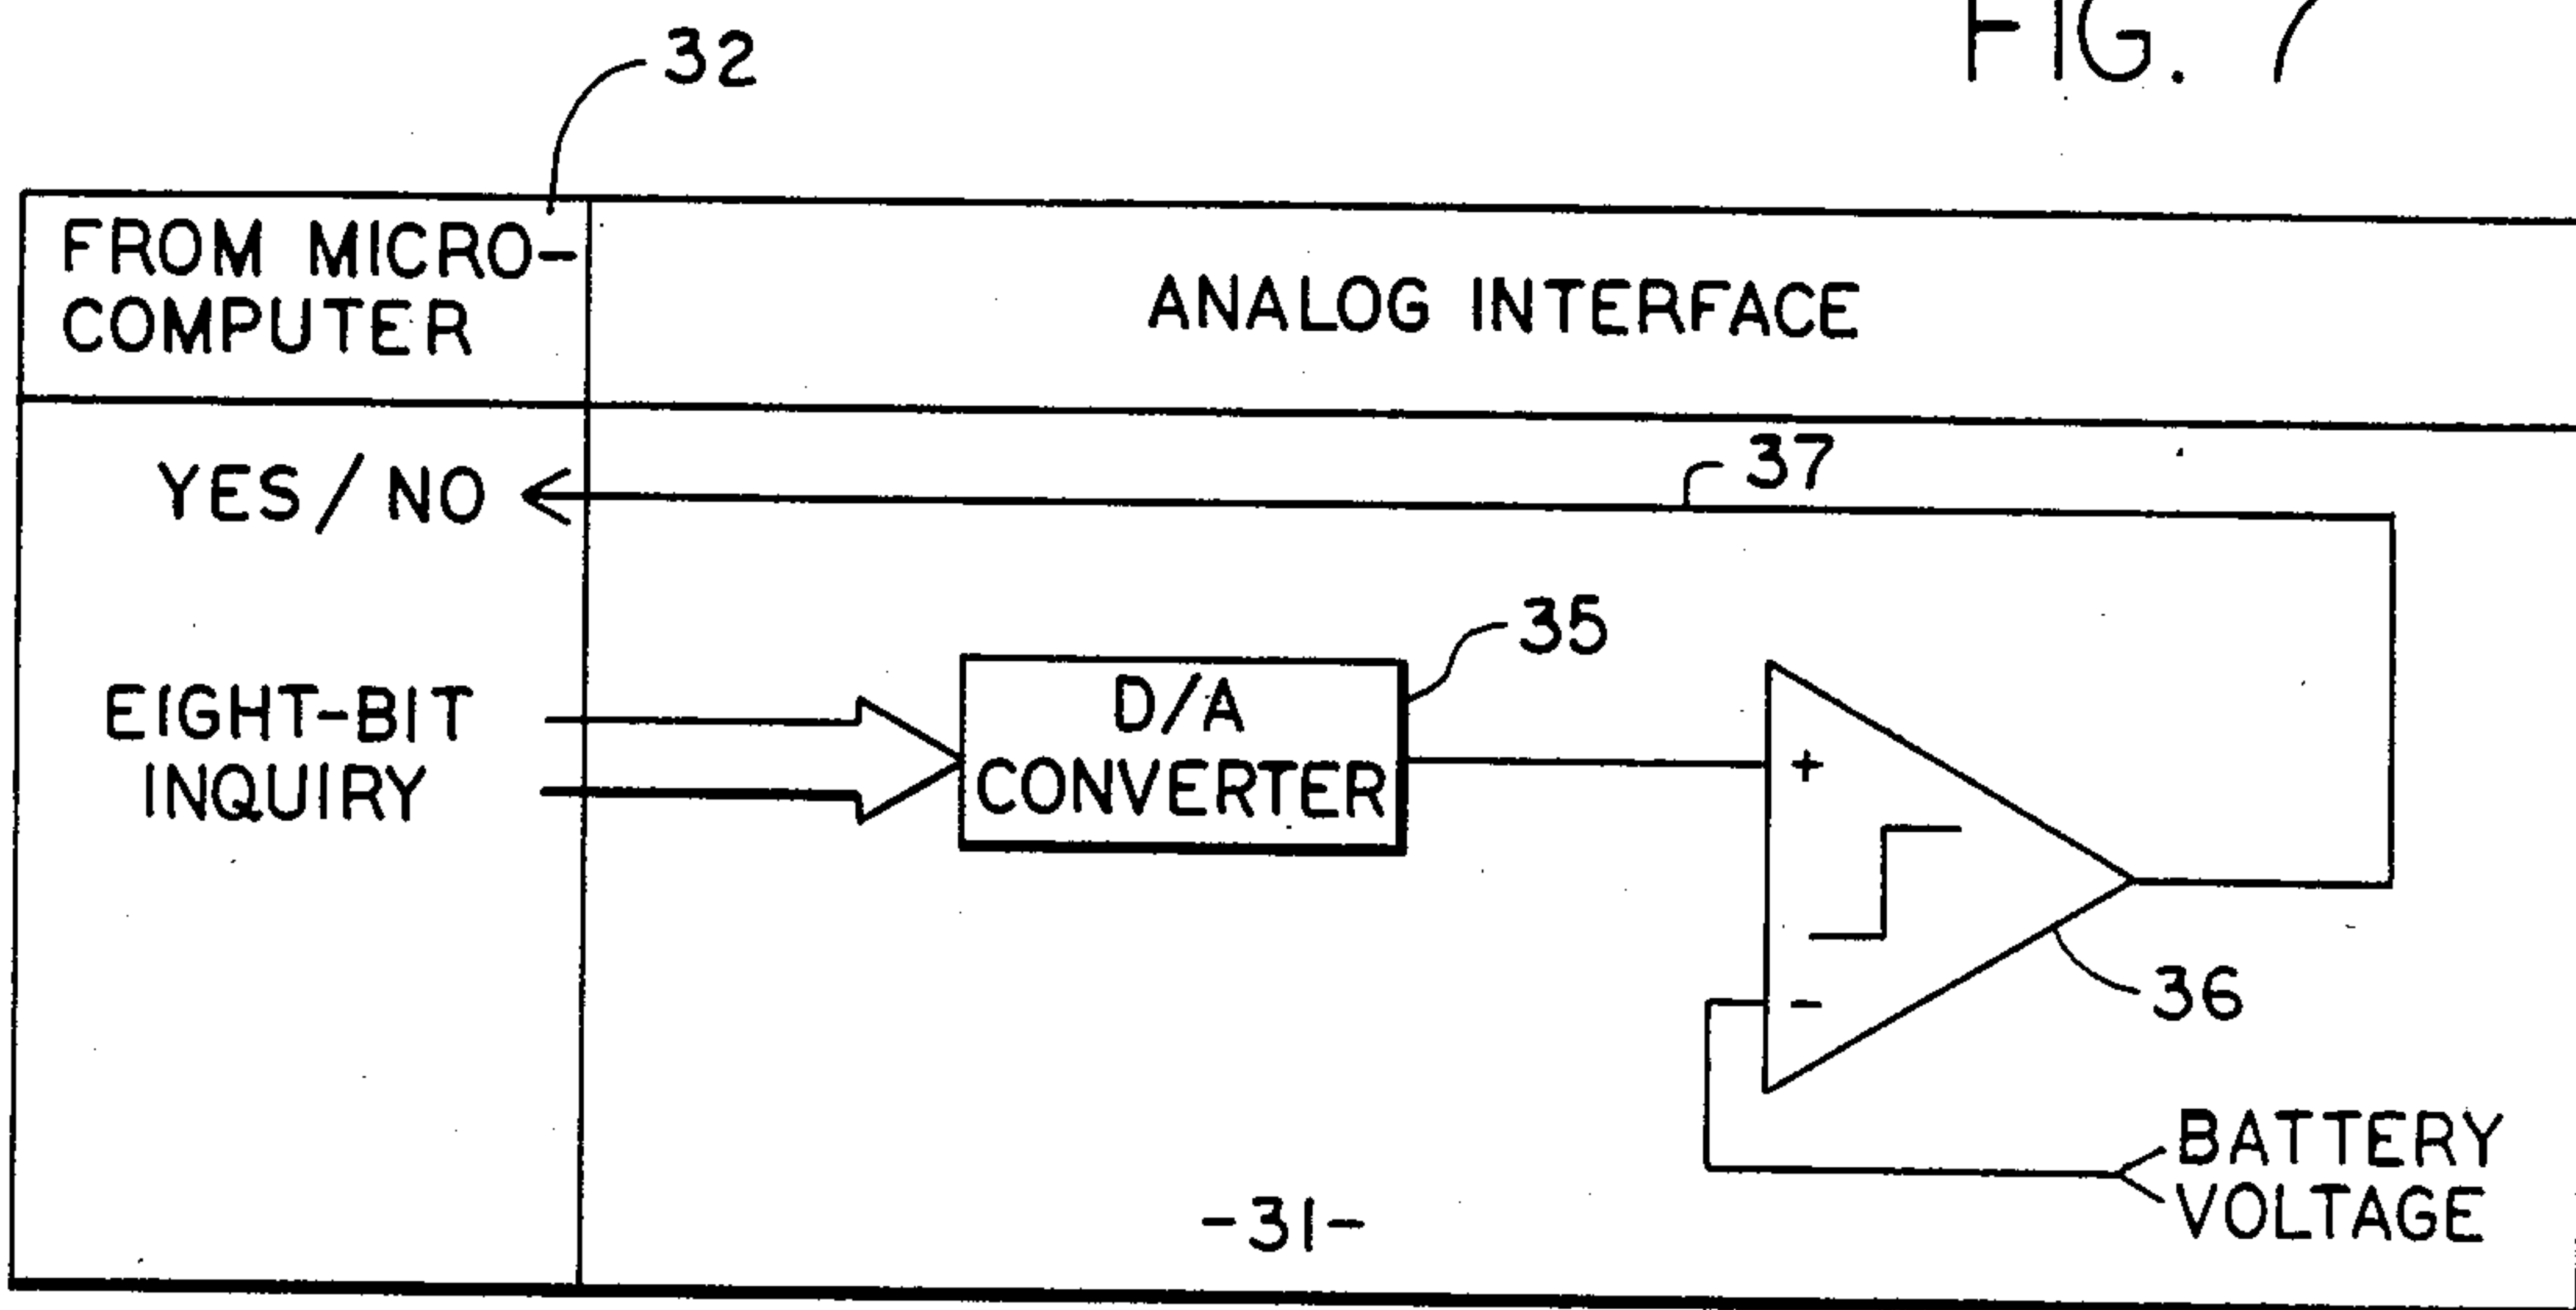 FIG. 7
32
FROM MICRO-
COMPUTER
ANALOG INTERFACE
YES/NO
37
35
EIGHT-BIT
INQUIRY
D/A
CONVERTER
+
-
36
BATTERY
VOLTAGE
-31-